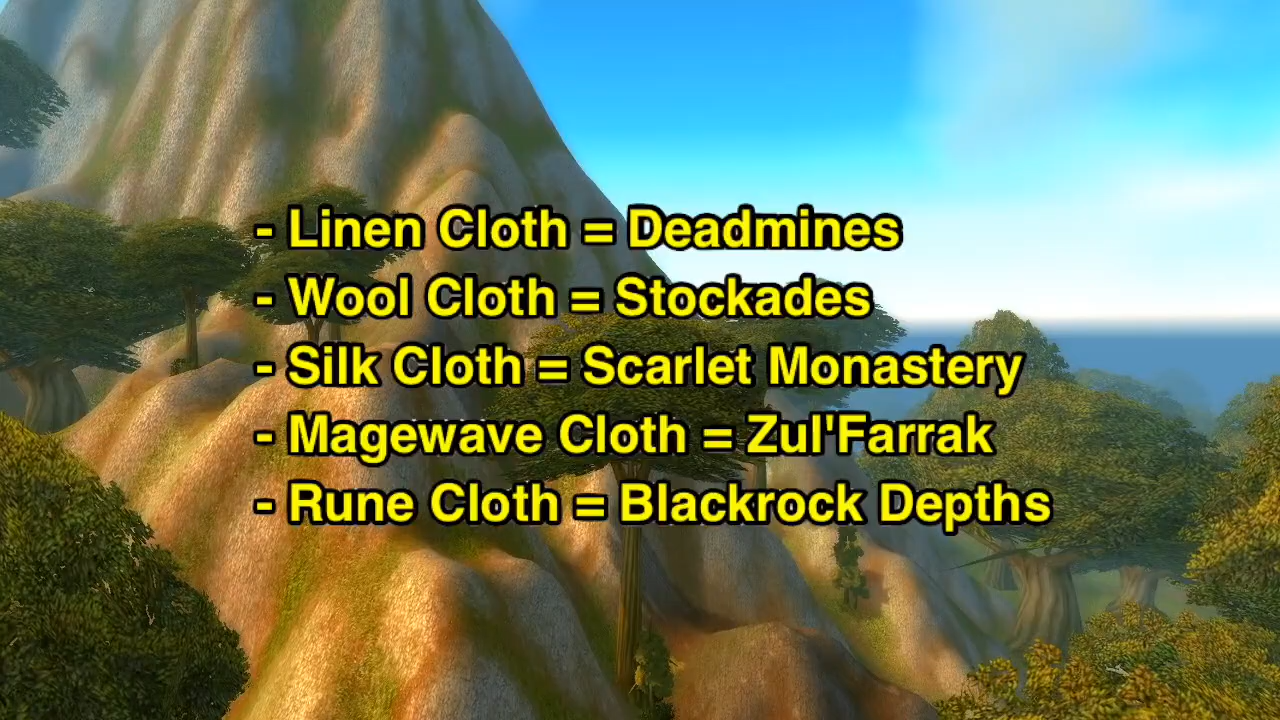 - Linen Cloth = Deadmines
- Wool Cloth = Stockades
- Silk Cloth = Scarlet Monastery
- Magewave Cloth = Zul'Farrak
- Rune Cloth = Blackrock Depths